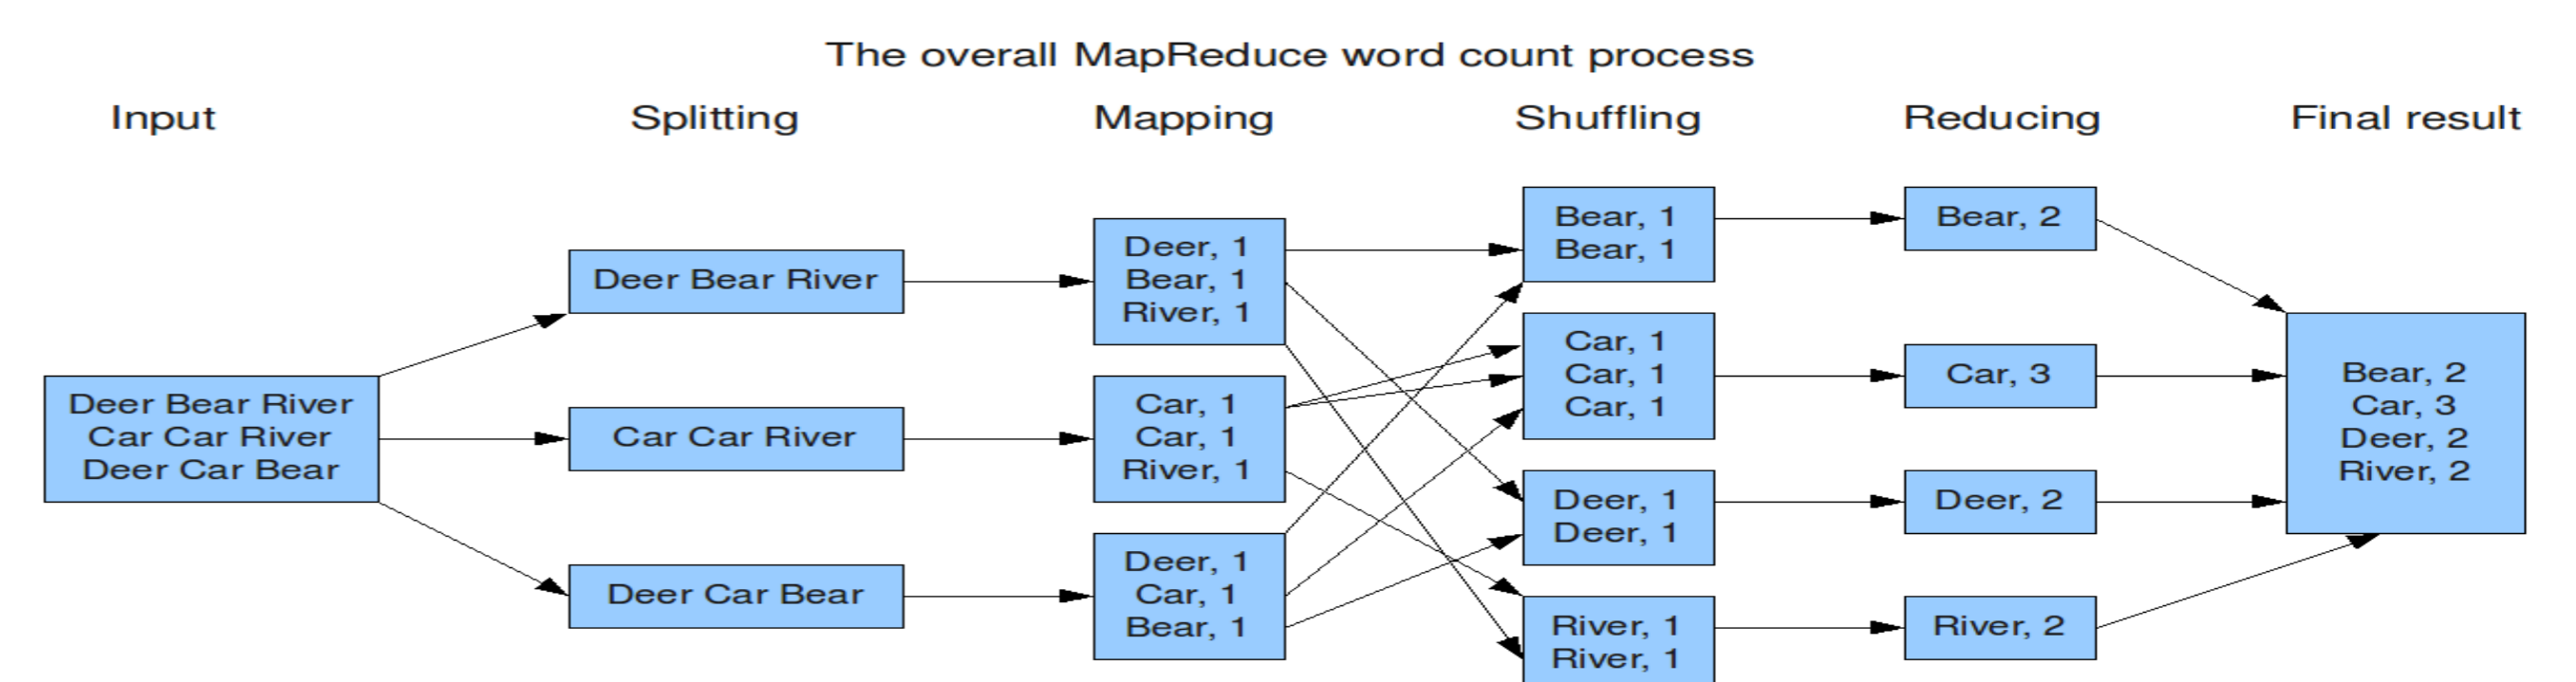 The overall MapReduce word count process
Input
Splitting
Mapping
Shuffling
Reducing
Final result
Deer Bear River
Car Car River
Deer Car Bear
Deer Bear River
Car Car River
Deer Car Bear
Deer, 1
Bear, 1
River, 1
Car, 1
Car, 1
River, 1
Deer, 1
Car, 1
Bear, 1
Bear, 1
Bear, 1
Car, 1
Car, 1
Car, 1
Deer, 1
Deer, 1
River, 1
River, 1
Bear, 2
Car, 3
Deer, 2
River, 2
Bear, 2
Car, 3
Deer, 2
River, 2